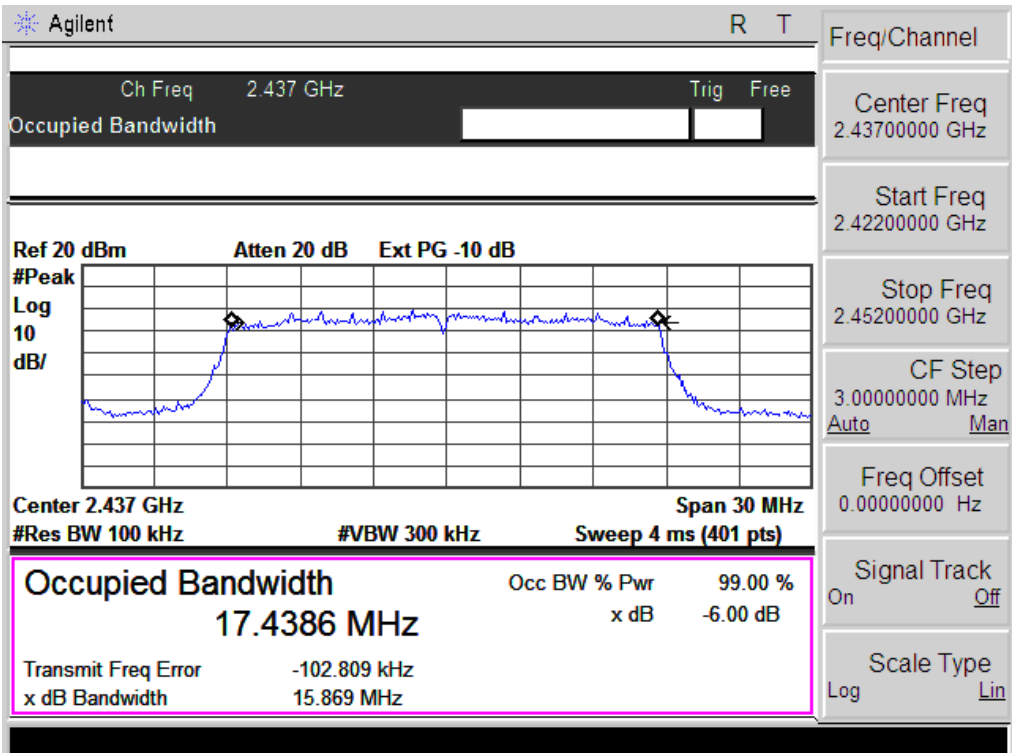 Agilent R T
Ch Freq 2.437 GHz Trig Free
Occupied Bandwidth
Ref 20 dBm Atten 20 dB Ext PG -10 dB
#Peak
Log
10
dB/
Center 2.437 GHz Span 30 MHz
#Res BW 100 kHz #VBW 300 kHz Sweep 4 ms (401 pts)
Occupied Bandwidth Occ BW % Pwr 99.00 %
17.4386 MHz x dB -6.00 dB
Transmit Freq Error -102.809 kHz
x dB Bandwidth 15.869 MHz
Freq/Channel
Center Freq
2.43700000 GHz
Start Freq
2.42200000 GHz
Stop Freq
2.45200000 GHz
CF Step
3.00000000 MHz
Auto Man
Freq Offset
0.00000000 Hz
Signal Track
On Off
Scale Type
Log Lin